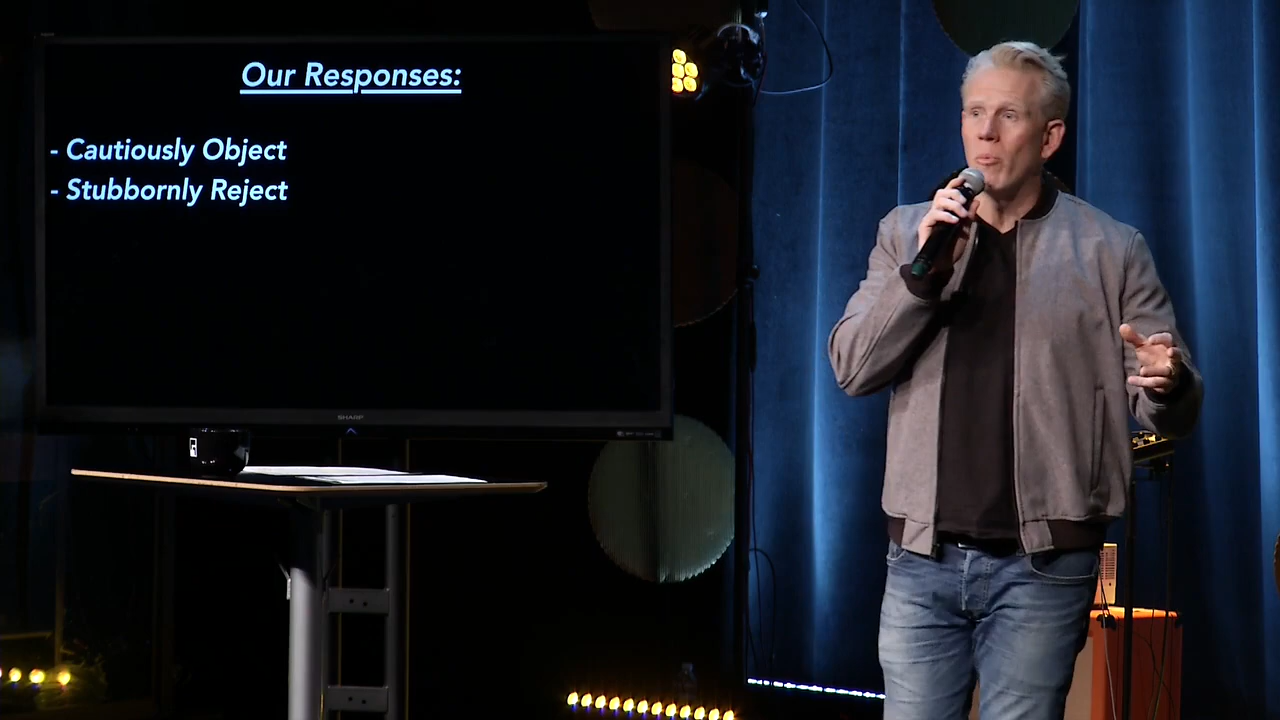 Our Responses:
- Cautiously Object
- Stubbornly Reject
SHARP